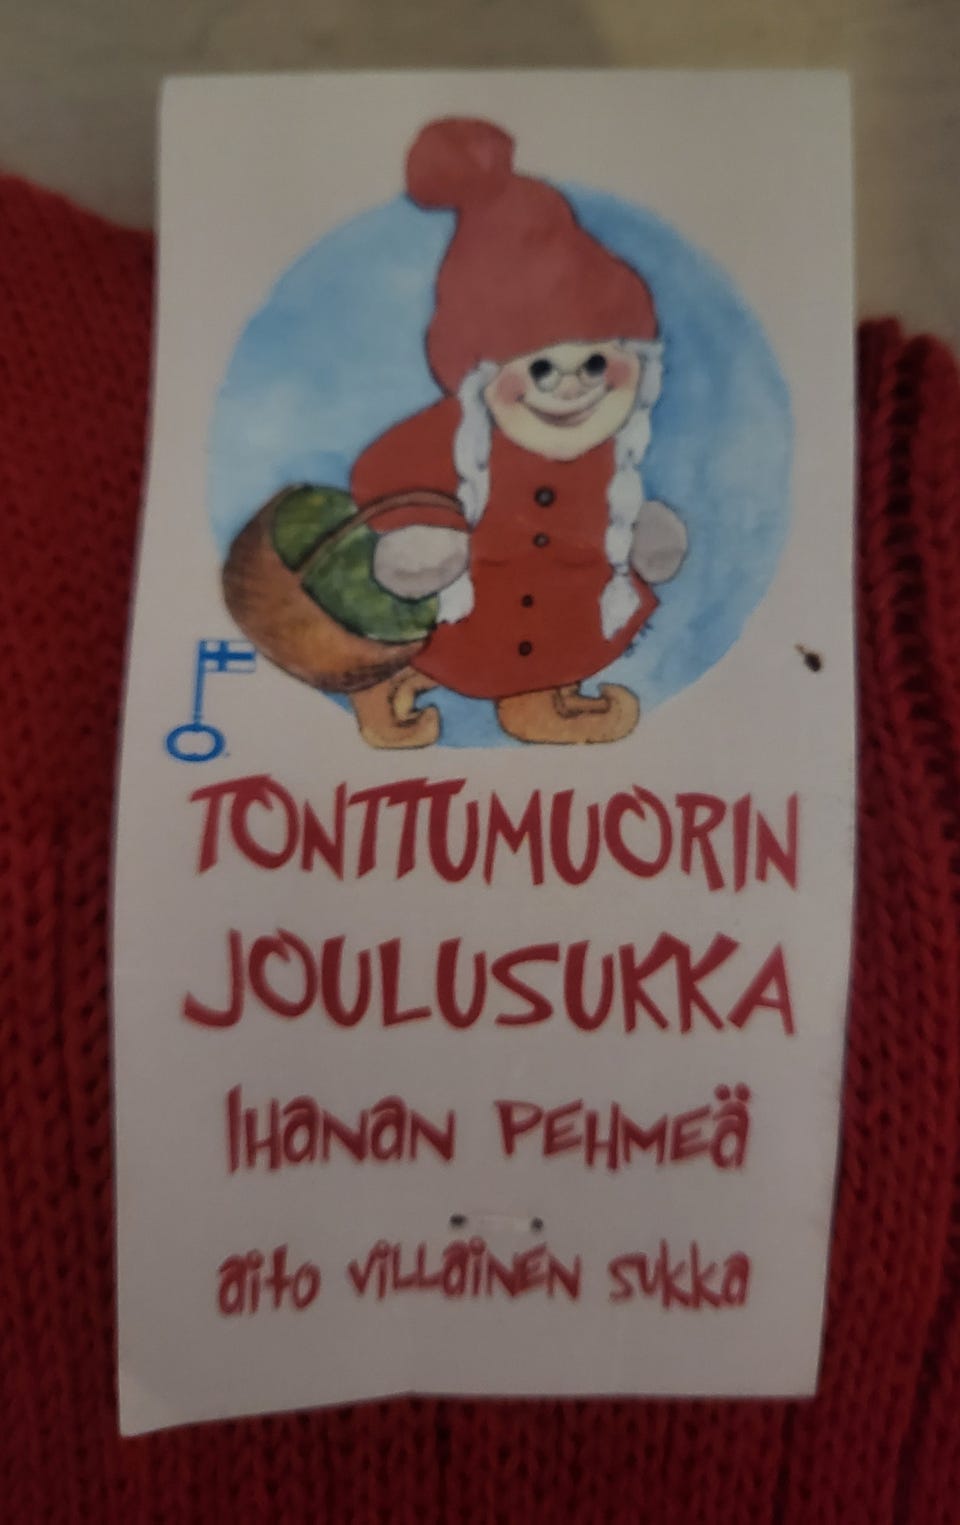 TONTTUMUORIN
JOULUSUKKA
IHANAN PEHMEÄ
aito villainen sukka